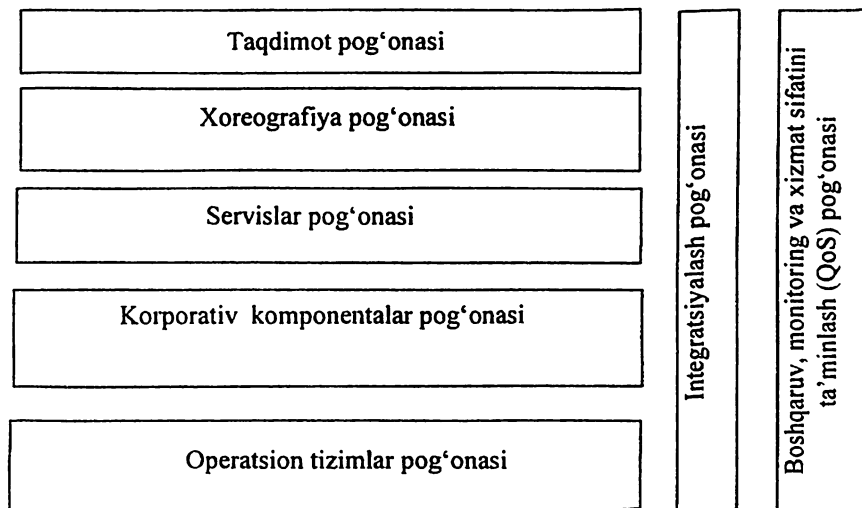 Taqdimot pog‘onasi
Xoreografiya pog‘onasi
Servislar pog‘onasi
Korporativ komponentalar pog‘onasi
Operatsion tizimlar pog‘onasi
Integratsiyalash pog‘onasi
Boshqaruv, monitoring va xizmat sifatini
ta’minlash (QoS) pog‘onasi